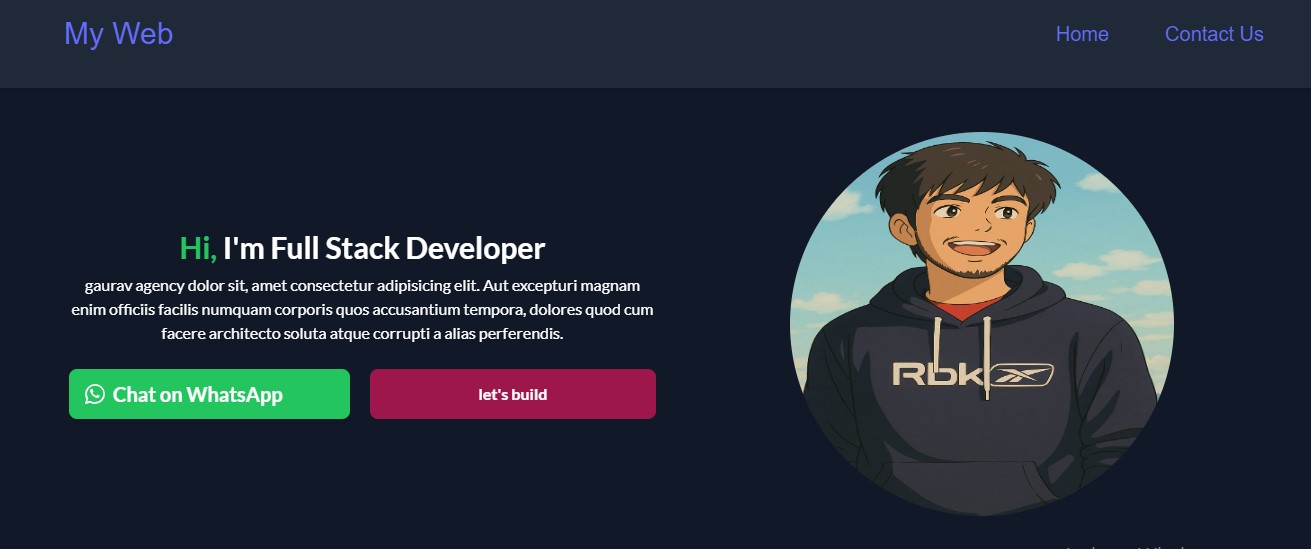 My Web
Home
Contact Us
Hi, I'm Full Stack Developer
gaurav agency dolor sit, amet consectetur adipisicing elit. Aut excepturi magnam
enim officiis facilis numquam corporis quos accusantium tempora, dolores quod cum
facere architecto soluta atque corrupti a alias perferendis.
Chat on WhatsApp
let's build
Rbk